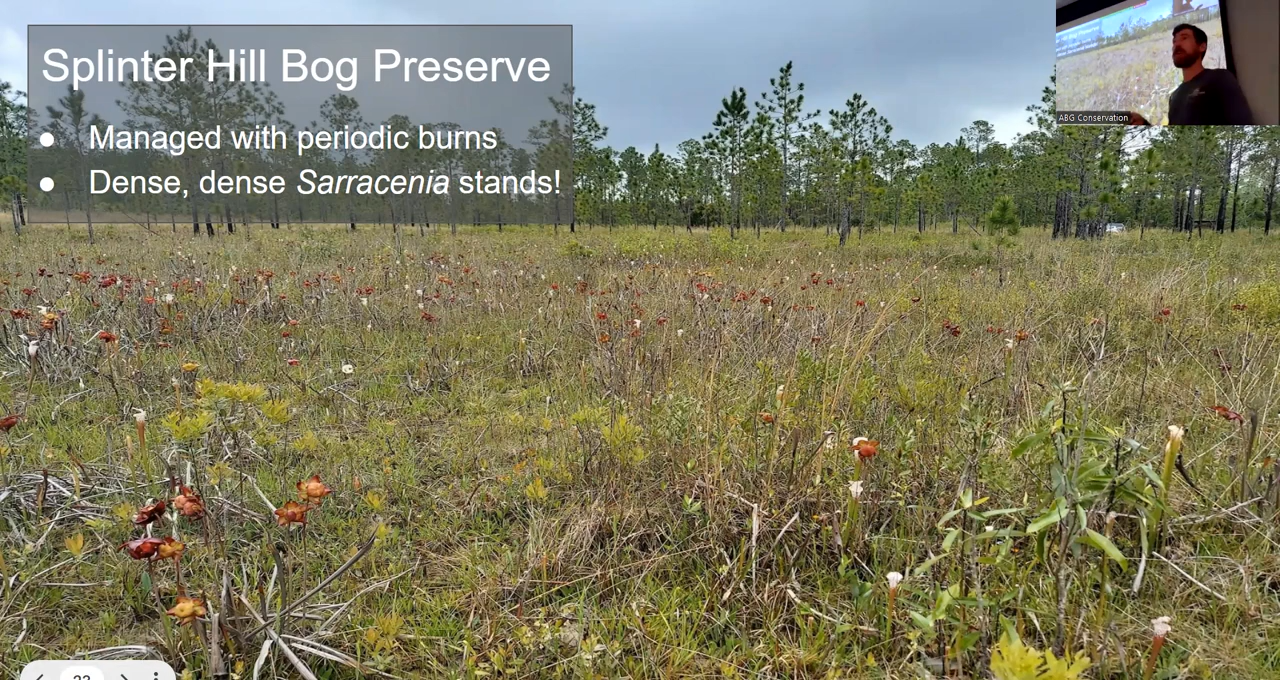 Splinter Hill Bog Preserve
● Managed with periodic burns
● Dense, dense Sarracenia stands!
ABG Conservation